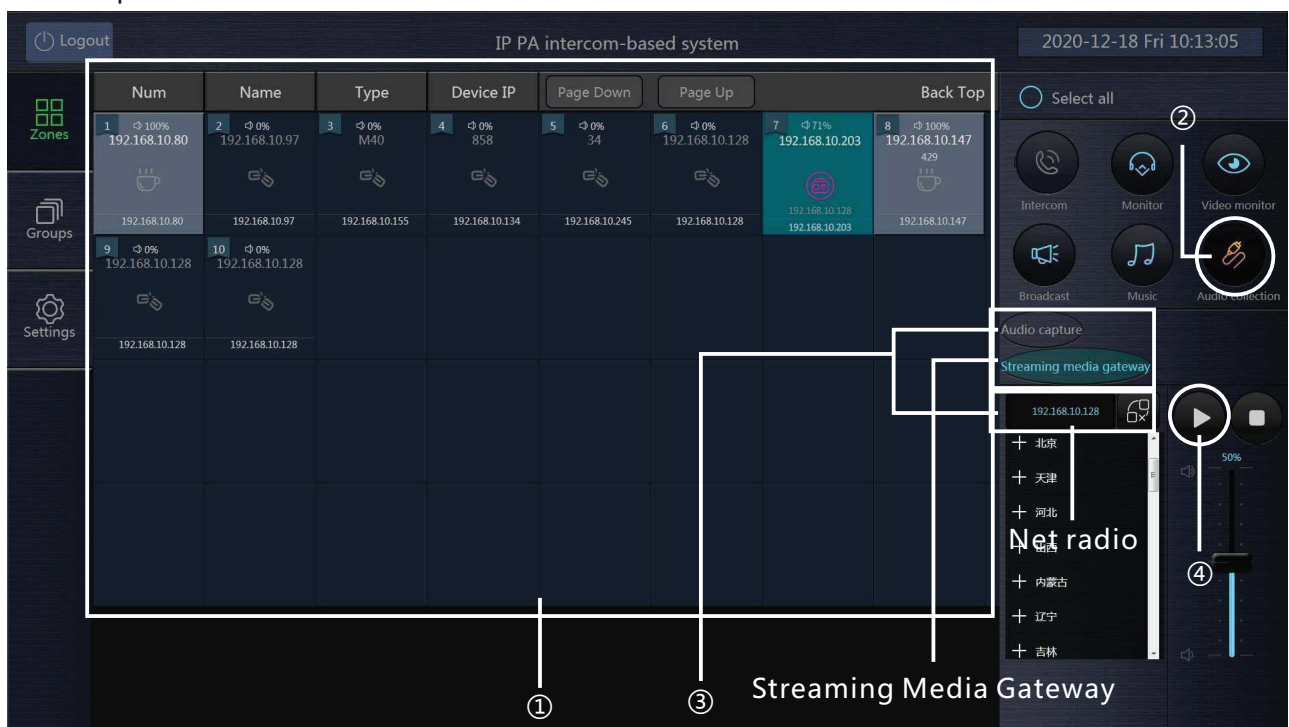 Logout
IP PA intercom-based system
2020-12-18 Fri 10:13:05
Zones
Groups
Settings
Num Name Type Device IP Page Down Page Up Back Top
1 100% 2 0% 3 0% 4 0% 5 0% 6 0% 7 71% 8 100%
192.168.10.80 192.168.10.97 M40 858 34 192.168.10.128 192.168.10.203 192.168.10.147
429
192.168.10.128
192.168.10.80 192.168.10.97 192.168.10.155 192.168.10.134 192.168.10.245 192.168.10.128 192.168.10.203 192.168.10.147
9 0% 10 0%
192.168.10.128 192.168.10.128
192.168.10.128 192.168.10.128
Select all
②
Intercom Monitor Video monitor
Broadcast Music Audio collection
Audio capture
Streaming media gateway
192.168.10.128
北京
天津
河北
Net radio
内蒙古
辽宁
吉林
50%
④
①
③
Streaming Media Gateway